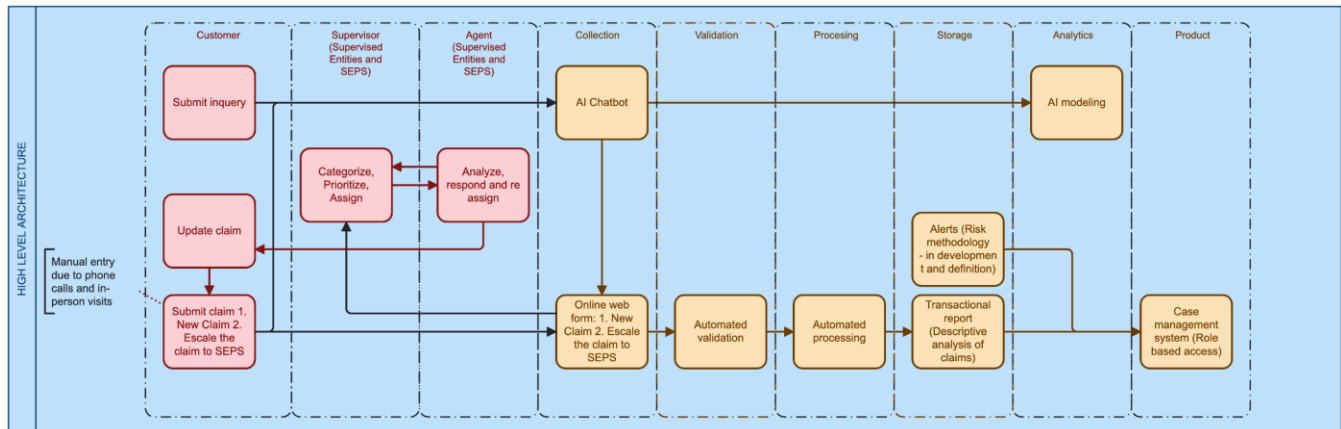 HIGH LEVEL ARCHITECTURE
Customer
Supervisor
(Supervised
Entities and
SEPS)
Agent
(Supervised
Entities and
SEPS)
Collection
Validation
Procesing
Storage
Analytics
Product
Submit inquery
AI Chatbot
AI modeling
Categorize,
Prioritize,
Assign
Analyze,
respond and re
assign
Update claim
Alerts (Risk
methodology
- in developmen
t and definition)
Manual entry
due to phone
calls and in-
person visits
Submit claim 1.
New Claim 2.
Escale the
claim to SEPS
Online web
form: 1. New
Claim 2. Escale
the claim to
SEPS
Automated
validation
Automated
processing
Transactional
report
(Descriptive
analysis of
claims)
Case
management
system (Role
based access)